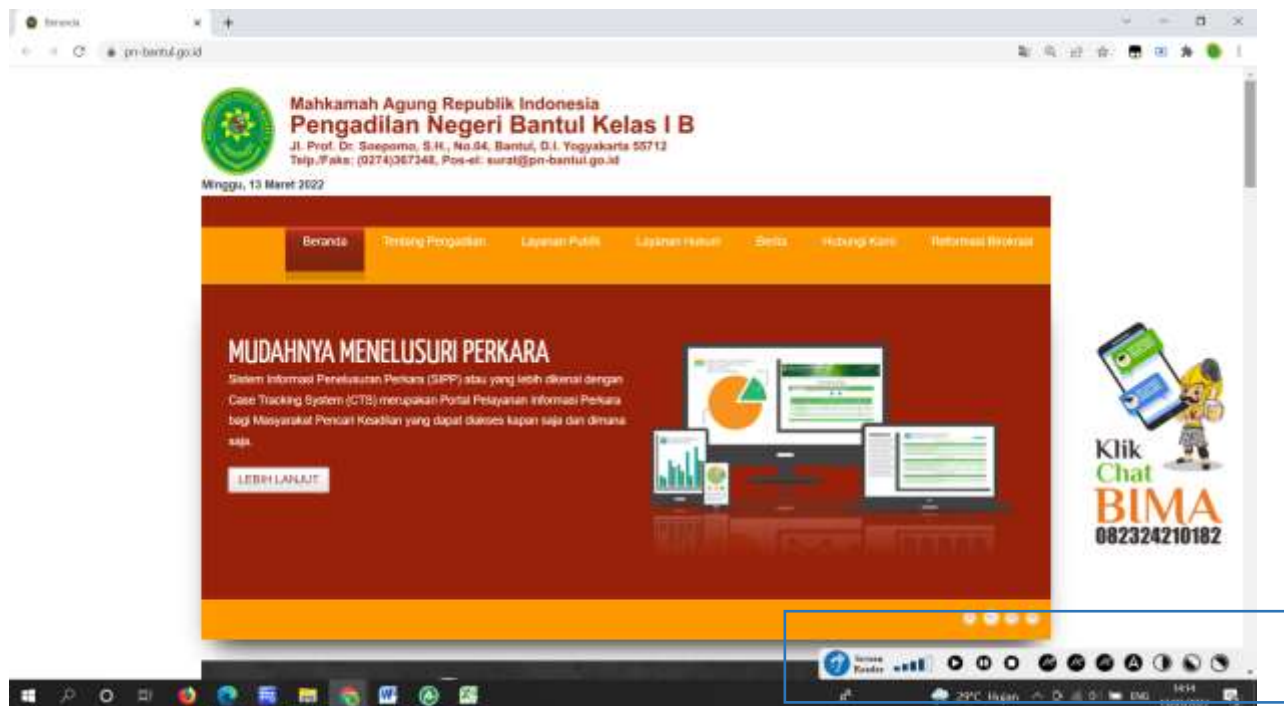 Beranda
pn-bantul.go.id
Mahkamah Agung Republik Indonesia
Pengadilan Negeri Bantul Kelas I B
Jl. Prof. Dr. Soepomo, S.H., No.04, Bantul, D.I. Yogyakarta 55712
Telp./Faks: (0274)367348, Pos-el: surat@pn-bantul.go.id
Minggu, 13 Maret 2022
Beranda Tentang Pengadilan Layanan Publik Layanan Hukum Berita Hubungi Kami Reformasi Birokrasi
MUDAHNYA MENELUSURI PERKARA
Sistem Informasi Penelusuran Perkara (SIPP) atau yang lebih dikenal dengan
Case Tracking System (CTS) merupakan Portal Pelayanan Informasi Perkara
bagi Masyarakat Pencari Keadilan yang dapat diakses kapan saja dan dimana
saja.
LEBIH LANJUT
Klik
Chat
BIMA
082324210182
Screen
Reader
A
29°C Hujan ENG 14:14